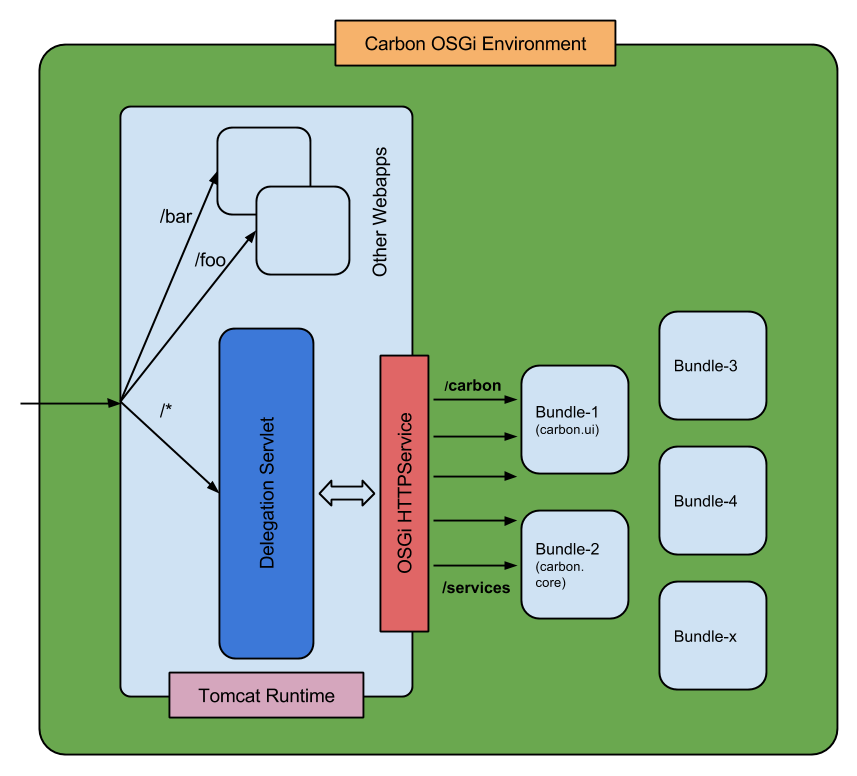 Carbon OSGi Environment
/bar
/foo
Other Webapps
/*
Delegation Servlet
OSGi HTTPService
Tomcat Runtime
/carbon
/services
Bundle-1
(carbon.ui)
Bundle-2
(carbon.
core)
Bundle-3
Bundle-4
Bundle-x